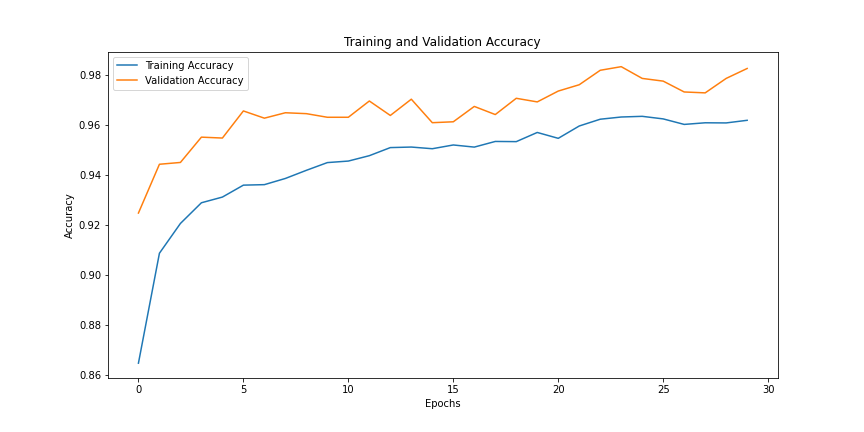 Training and Validation Accuracy
Training Accuracy
Validation Accuracy
Accuracy
0.98
0.96
0.94
0.92
0.90
0.88
0.86
0 5 10 15 20 25 30
Epochs